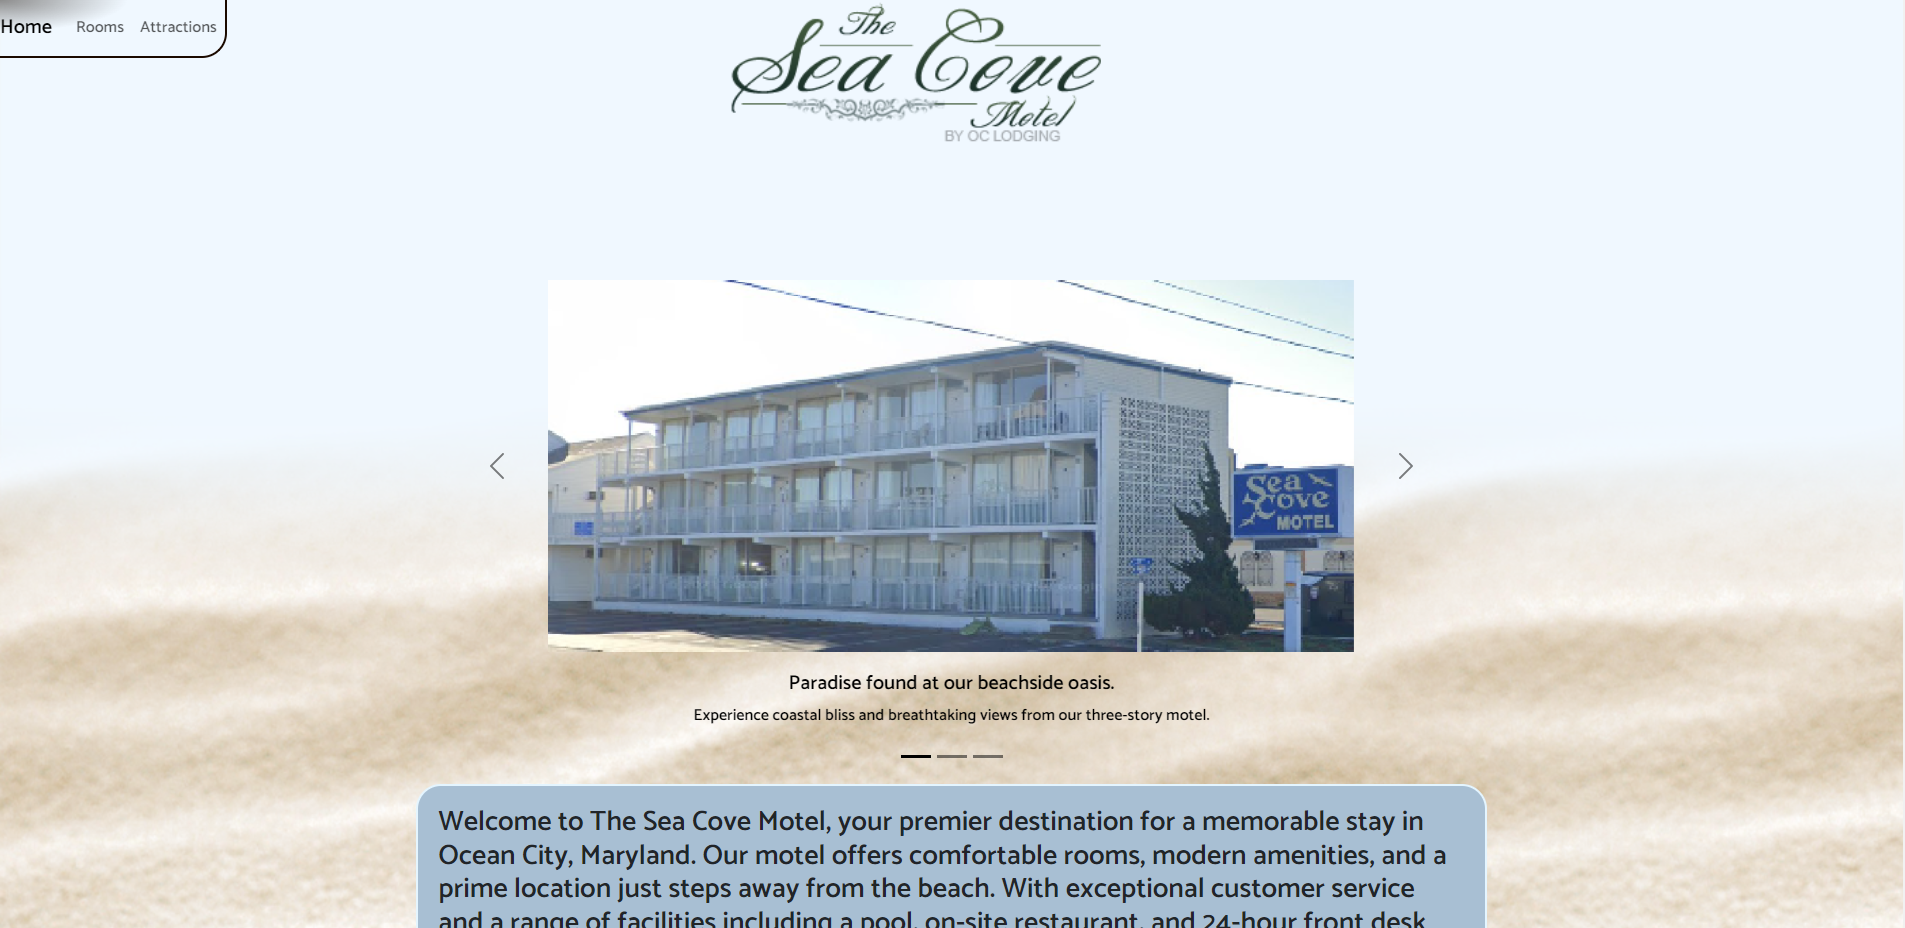 Home Rooms Attractions
The
Sea Cove
Motel
BY OC LODGING
Sea
Cove
MOTEL
Paradise found at our beachside oasis.
Experience coastal bliss and breathtaking views from our three-story motel.
Welcome to The Sea Cove Motel, your premier destination for a memorable stay in
Ocean City, Maryland. Our motel offers comfortable rooms, modern amenities, and a
prime location just steps away from the beach. With exceptional customer service
and a range of facilities including a pool, on-site restaurant, and 24-hour front desk